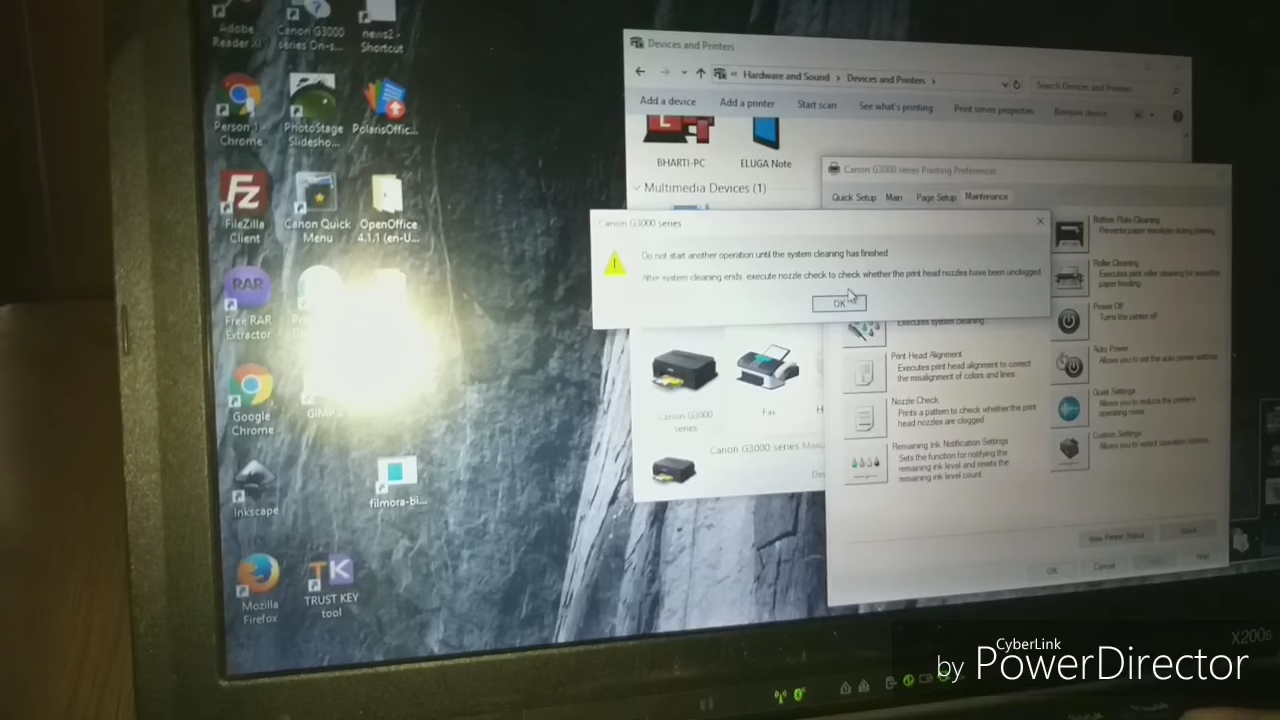 Adobe
Reader XI
Canon G3000
series On-s...
news2 -
Shortcut
Person 1 -
Chrome
PhotoStage
Slidesho...
PolarisOffic...
FileZilla
Client
Canon Quick
Menu
OpenOffice
4.1.1 (en-U...
RAR
Free RAR
Extractor
Google
Chrome
GIMP 2
Inkscape
filmora-bi...
Mozilla
Firefox
TK
TRUST KEY
tool
Devices and Printers
« Hardware and Sound › Devices and Printers ›
Search Devices and Printers
Add a device
Add a printer
Start scan
See what's printing
Print server properties
Remove device
BHARTI-PC
ELUGA Note
Multimedia Devices (1)
Canon G3000 series Printing Preferences
Quick Setup
Main
Page Setup
Maintenance
Canon G3000 series
Do not start another operation until the system cleaning has finished.
After system cleaning ends, execute nozzle check to check whether the print head nozzles have been unclogged
OK
Bottom Plate Cleaning
Prevents paper smudges during printing
Roller Cleaning
Executes print roller cleaning for smoother
paper feeding
Power Off
Turns the printer off
Auto Power
Allows you to set the auto power settings
Quiet Settings
Allows you to reduce the printer's
operating noise
Custom Settings
Allows you to select operation options
Executes system cleaning
Print Head Alignment
Executes print head alignment to correct
the misalignment of colors and lines.
Nozzle Check
Prints a pattern to check whether the print
head nozzles are clogged
Remaining Ink Notification Settings
Sets the function for notifying the
remaining ink level and resets the
remaining ink level count.
Canon G3000
series
Fax
Canon G3000 series
View Printer Status
About
OK
Cancel
Help
X200s
CyberLink
by PowerDirector